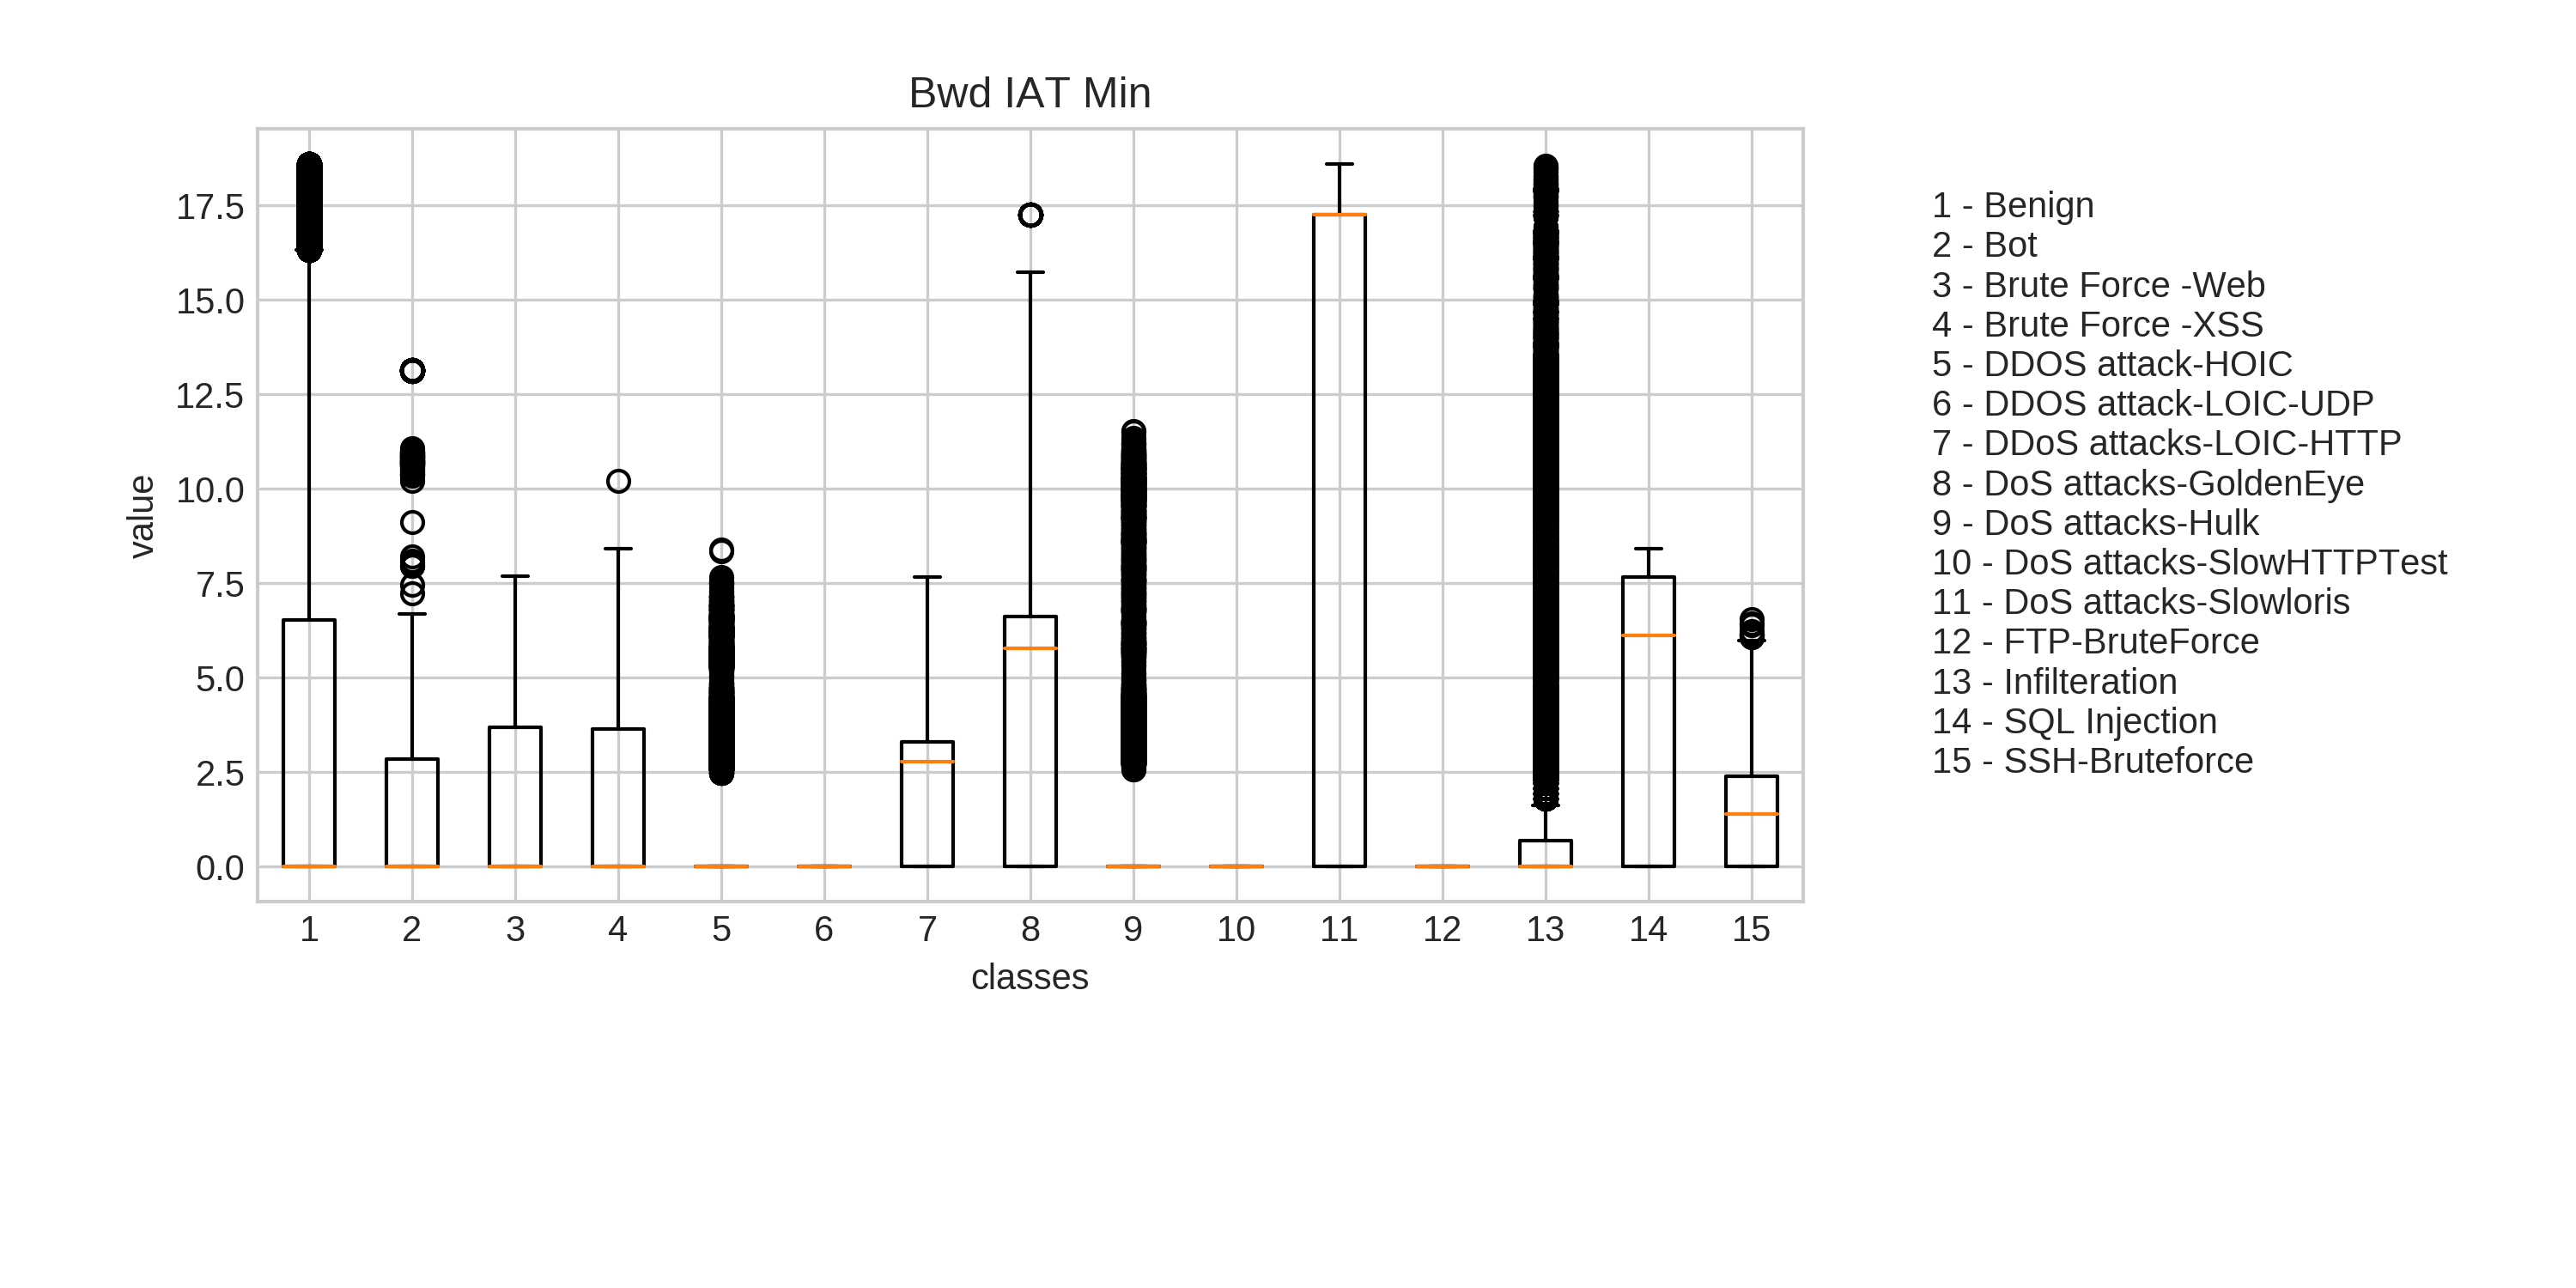 Bwd IAT Min
17.5
15.0
12.5
10.0
7.5
5.0
2.5
0.0
value
1 2 3 4 5 6 7 8 9 10 11 12 13 14 15
classes
1 - Benign
2 - Bot
3 - Brute Force -Web
4 - Brute Force -XSS
5 - DDOS attack-HOIC
6 - DDOS attack-LOIC-UDP
7 - DDoS attacks-LOIC-HTTP
8 - DoS attacks-GoldenEye
9 - DoS attacks-Hulk
10 - DoS attacks-SlowHTTPTest
11 - DoS attacks-Slowloris
12 - FTP-BruteForce
13 - Infilteration
14 - SQL Injection
15 - SSH-Bruteforce